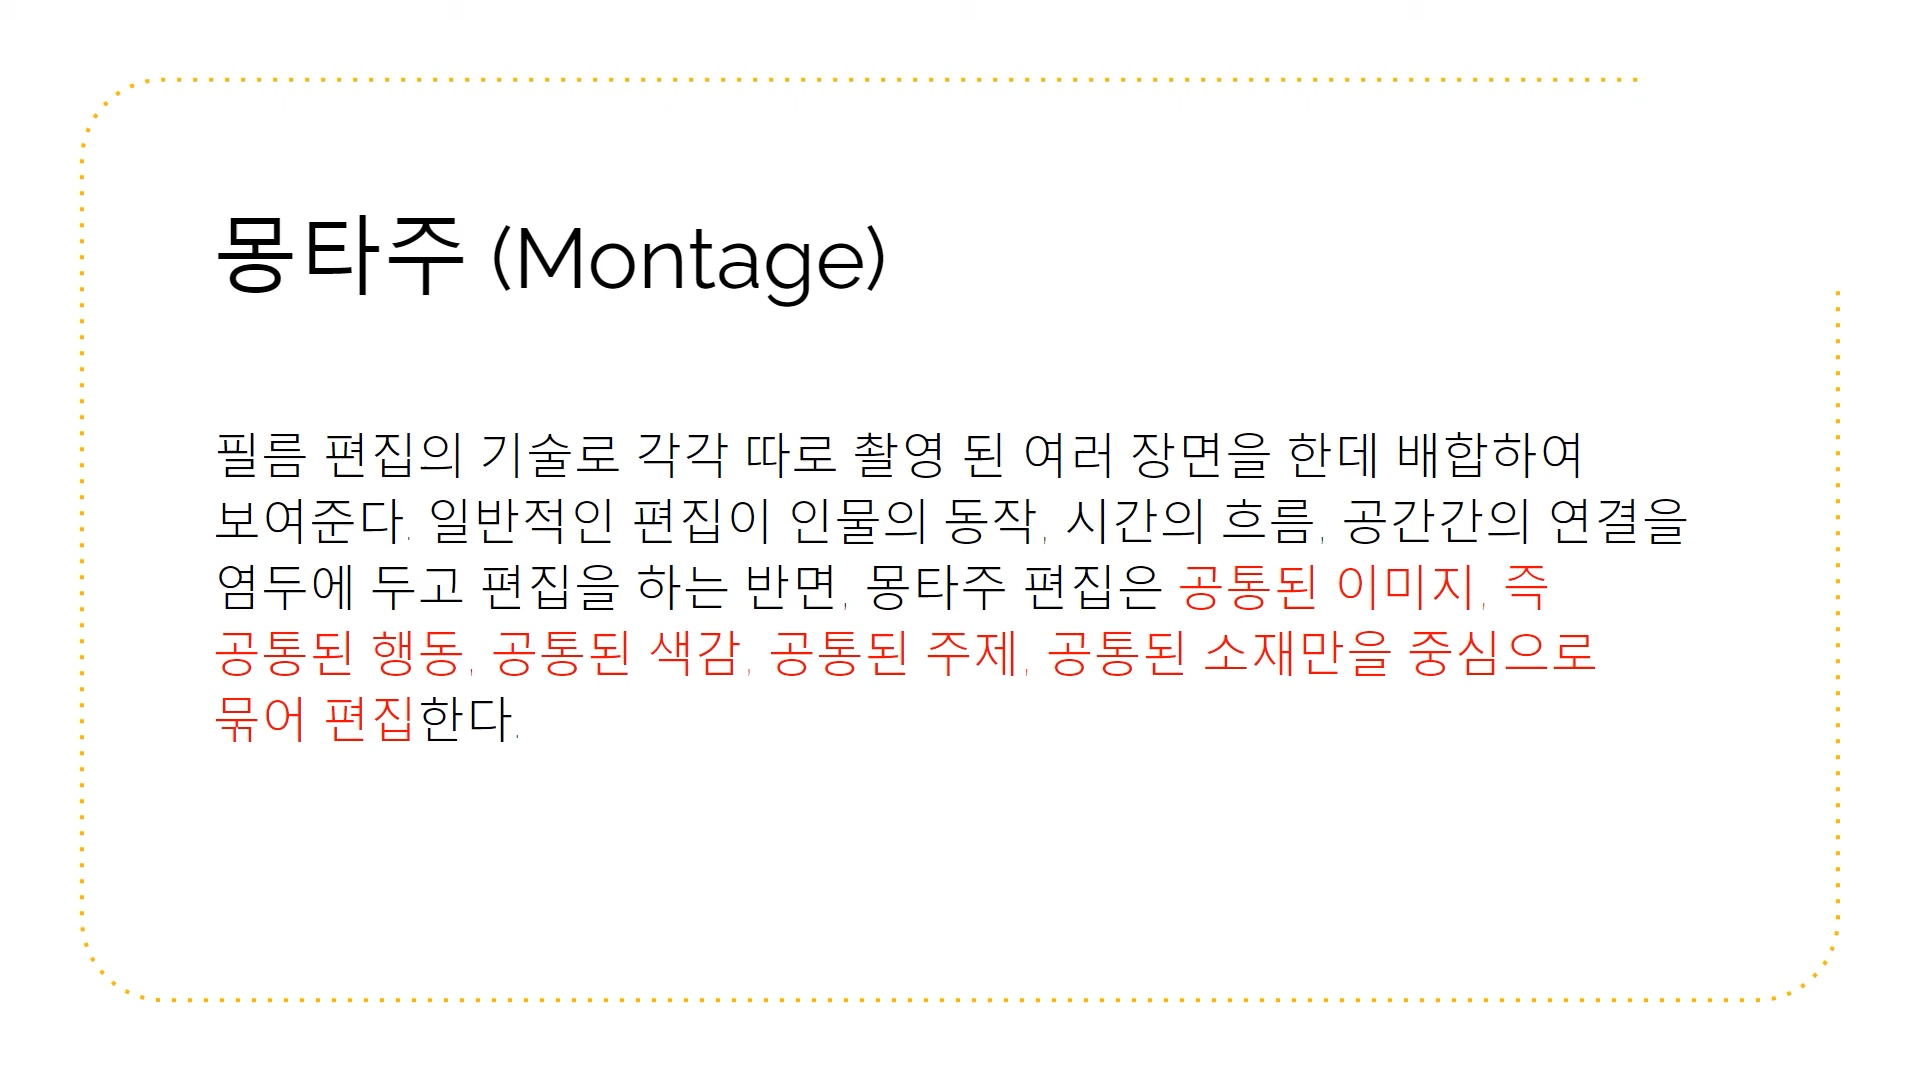 몽타주 (Montage)
필름 편집의 기술로 각각 따로 촬영 된 여러 장면을 한데 배합하여
보여준다. 일반적인 편집이 인물의 동작, 시간의 흐름, 공간간의 연결을
염두에 두고 편집을 하는 반면, 몽타주 편집은 공통된 이미지, 즉
공통된 행동, 공통된 색감, 공통된 주제, 공통된 소재만을 중심으로
묶어 편집한다.